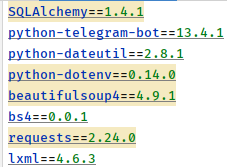 SQLAlchemy==1.4.1
python-telegram-bot==13.4.1
python-dateutil==2.8.1
python-dotenv==0.14.0
beautifulsoup4==4.9.1
bs4==0.0.1
requests==2.24.0
lxml==4.6.3